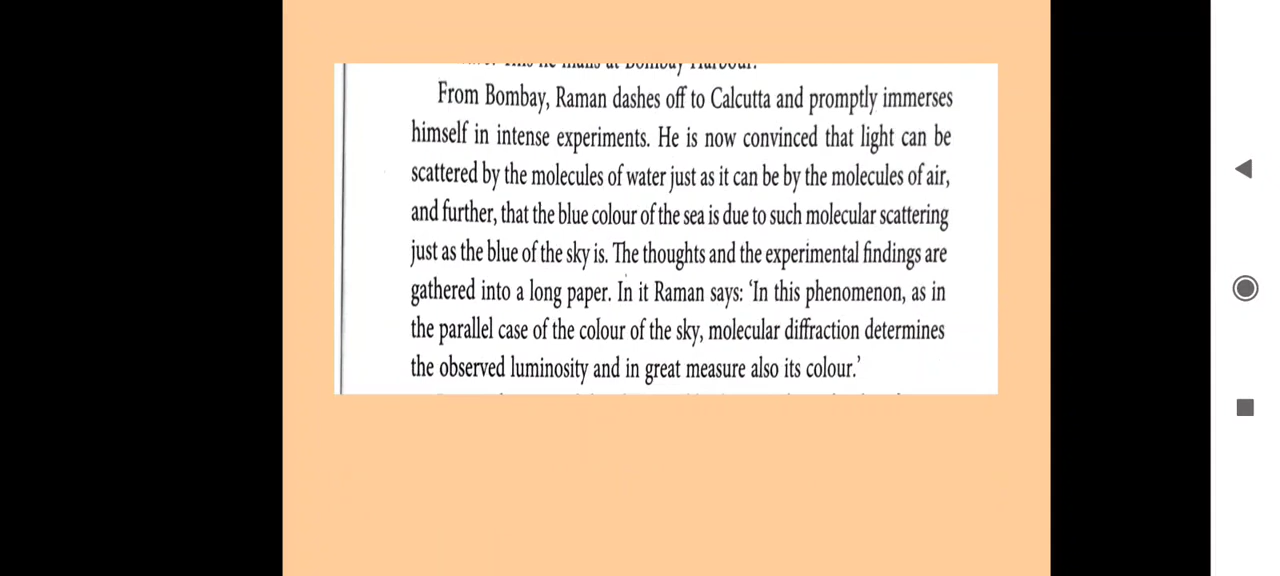 at Bombay Harbour.
From Bombay, Raman dashes off to Calcutta and promptly immerses
himself in intense experiments. He is now convinced that light can be
scattered by the molecules of water just as it can be by the molecules of air,
and further, that the blue colour of the sea is due to such molecular scattering
just as the blue of the sky is. The thoughts and the experimental findings are
gathered into a long paper. In it Raman says: ‘In this phenomenon, as in
the parallel case of the colour of the sky, molecular diffraction determines
the observed luminosity and in great measure also its colour.’